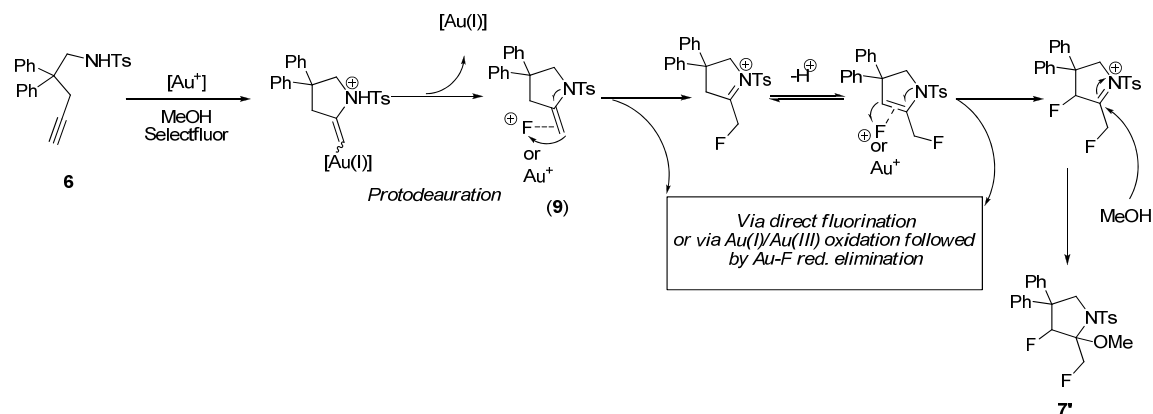 [Au(I)]
Ph
Ph
NHTs
6
[Au⁺]
MeOH
Selectfluor
Ph
Ph
⊕
NHTs
[Au(I)]
Protodeauration
Ph
Ph
NTs
⊕
F
or
Au⁺
(9)
Ph
Ph
⊕
NTs
F
-H⊕
Ph
Ph
NTs
F
⊕
or
Au⁺
F
Ph
Ph
⊕
NTs
F
F
MeOH
Via direct fluorination
or via Au(I)/Au(III) oxidation followed
by Au-F red. elimination
Ph
Ph
NTs
F
OMe
F
7'